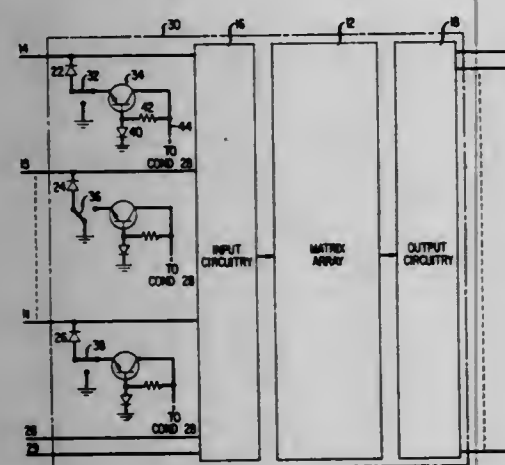 30
16
12
18
14
22
32
34
42
40
44
TO
COND 28
15
24
36
TO
COND 28
INPUT
CIRCUITRY
MATRIX
ARRAY
OUTPUT
CIRCUITRY
26
38
TO
COND 28
28
29